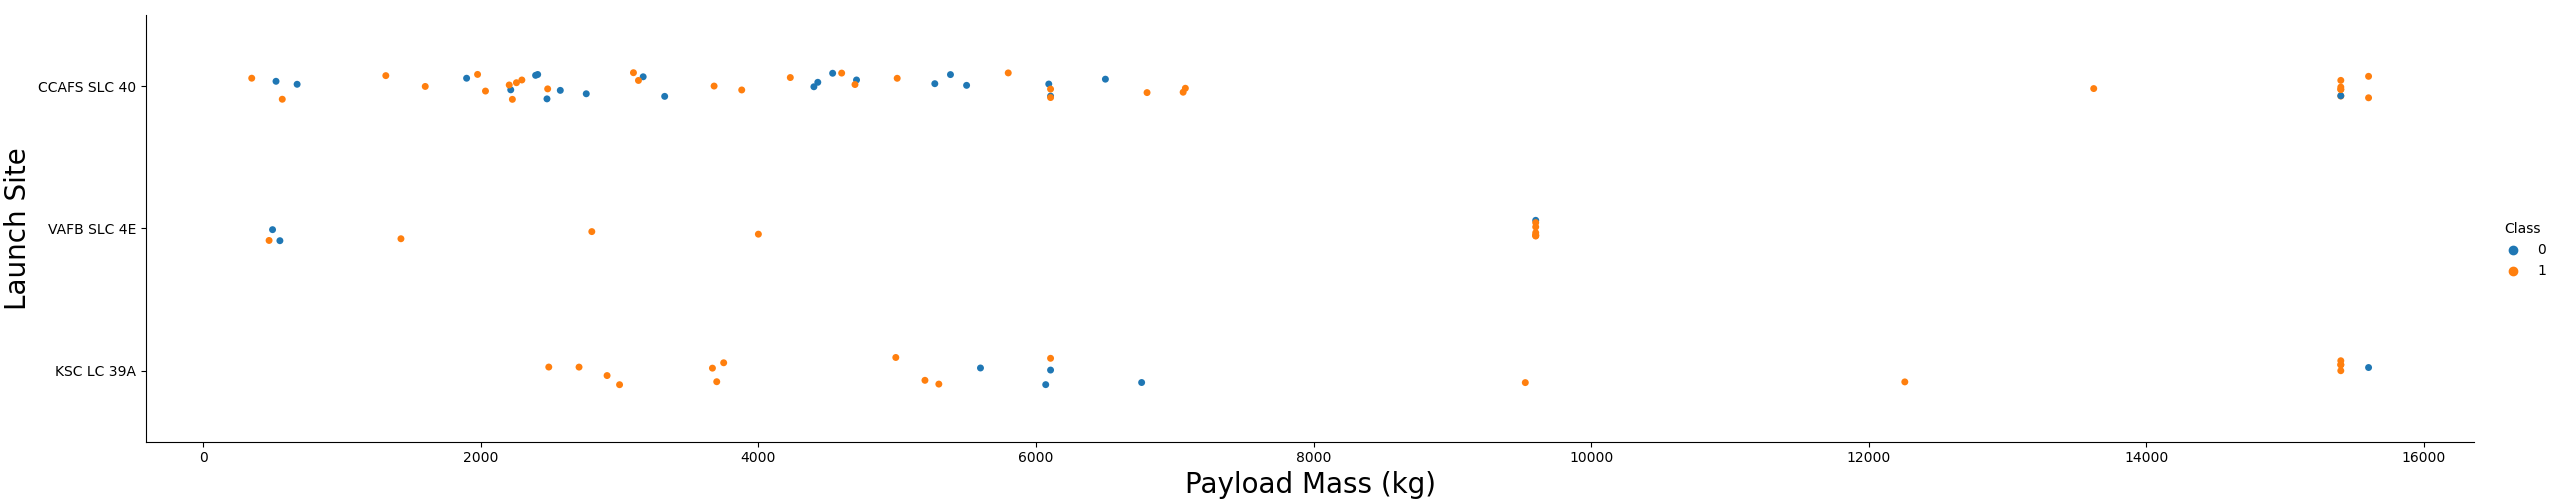 CCAFS SLC 40
VAFB SLC 4E
KSC LC 39A
Launch Site
0 2000 4000 6000 8000 10000 12000 14000 16000
Payload Mass (kg)
Class
0
1